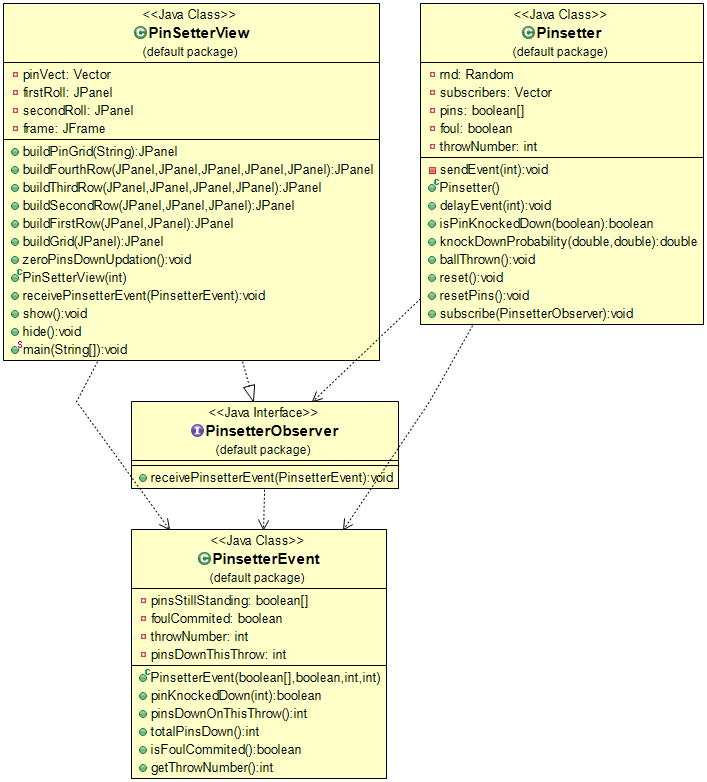 <<Java Class>>
PinSetterView
(default package)
pinVect: Vector
firstRoll: JPanel
secondRoll: JPanel
frame: JFrame
buildPinGrid(String):JPanel
buildFourthRow(JPanel,JPanel,JPanel,JPanel,JPanel):JPanel
buildThirdRow(JPanel,JPanel,JPanel,JPanel):JPanel
buildSecondRow(JPanel,JPanel,JPanel):JPanel
buildFirstRow(JPanel,JPanel):JPanel
buildGrid(JPanel):JPanel
zeroPinsDownUpdation():void
PinSetterView(int)
receivePinsetterEvent(PinsetterEvent):void
show():void
hide():void
main(String[]):void
<<Java Class>>
Pinsetter
(default package)
rnd: Random
subscribers: Vector
pins: boolean[]
foul: boolean
throwNumber: int
sendEvent(int):void
Pinsetter()
delayEvent(int):void
isPinKnockedDown(boolean):boolean
knockDownProbability(double,double):double
ballThrown():void
reset():void
resetPins():void
subscribe(PinsetterObserver):void
<<Java Interface>>
PinsetterObserver
(default package)
receivePinsetterEvent(PinsetterEvent):void
<<Java Class>>
PinsetterEvent
(default package)
pinsStillStanding: boolean[]
foulCommited: boolean
throwNumber: int
pinsDownThisThrow: int
PinsetterEvent(boolean[],boolean,int,int)
pinKnockedDown(int):boolean
pinsDownOnThisThrow():int
totalPinsDown():int
isFoulCommited():boolean
getThrowNumber():int